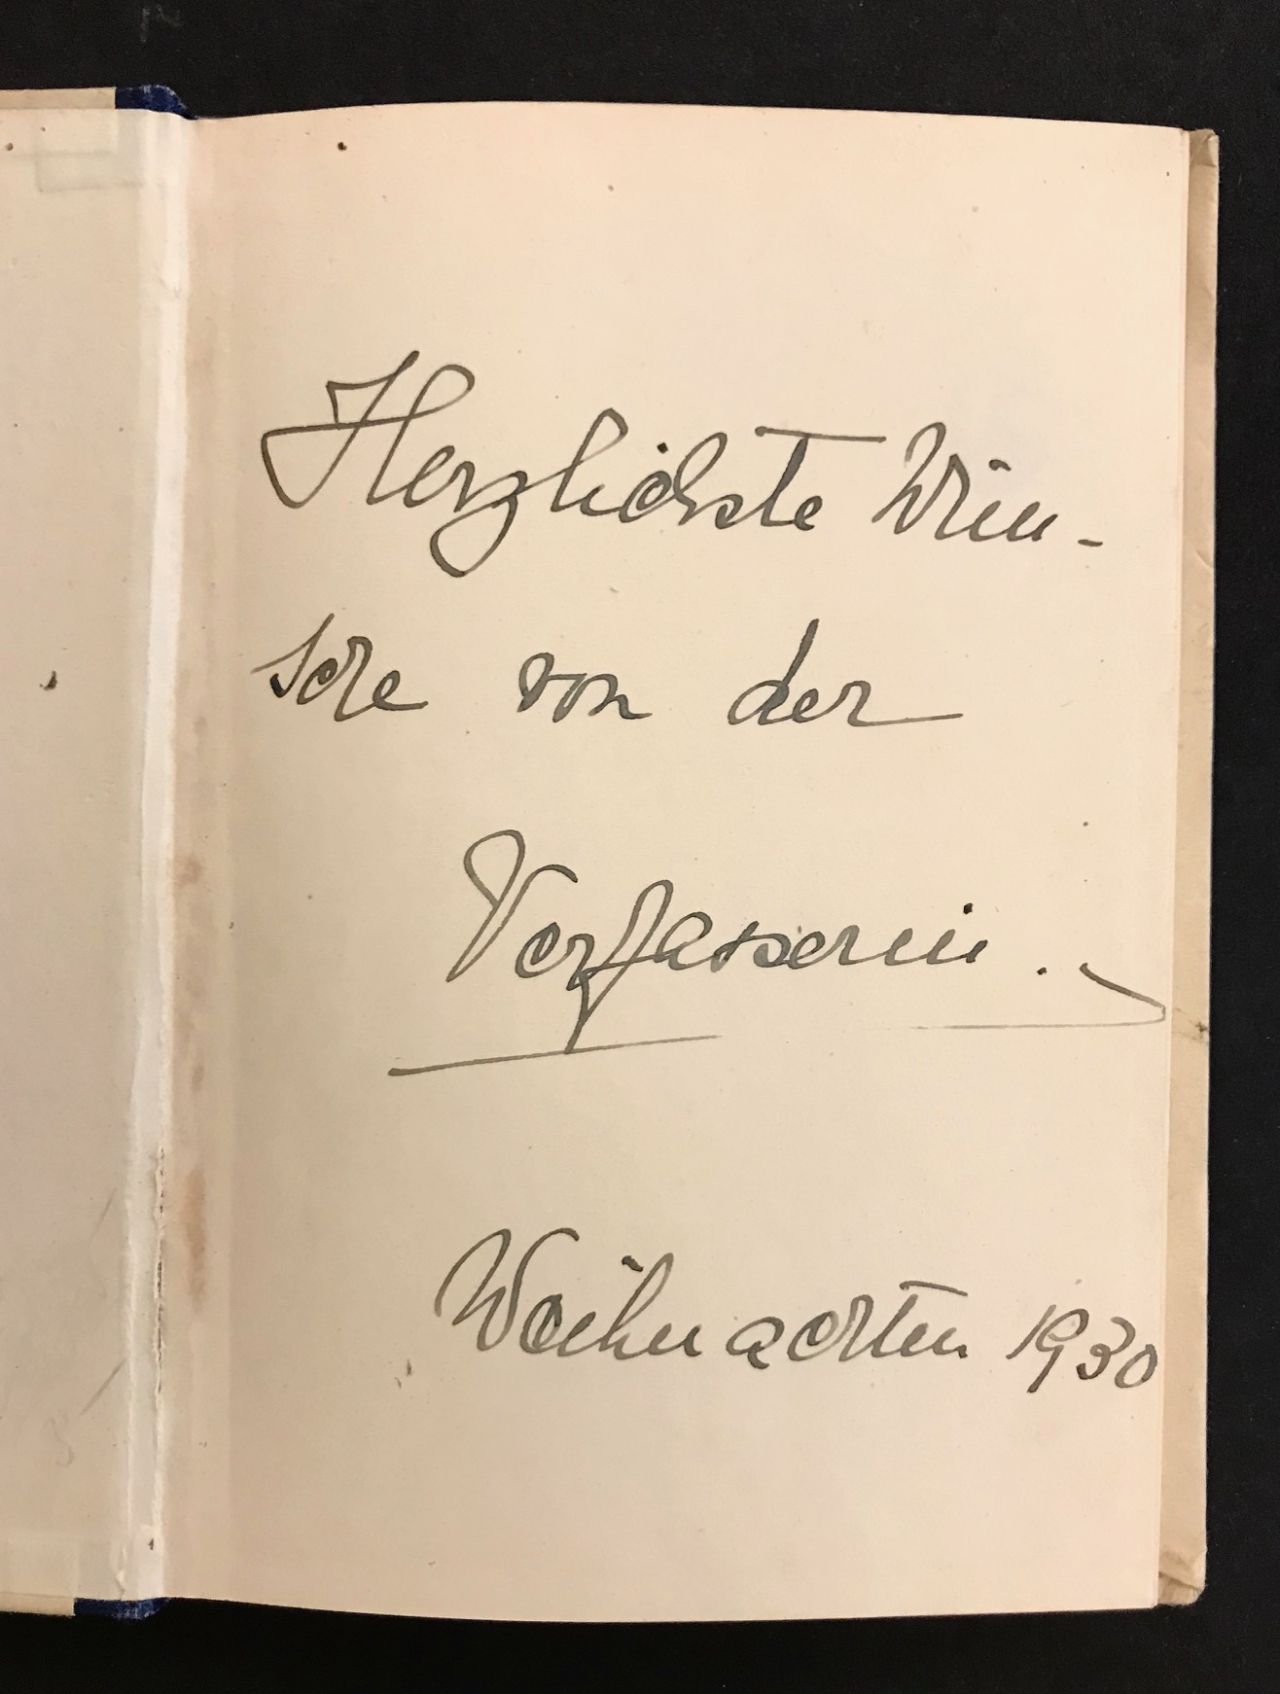 Herzlichste Wün-
sche von der
Verfasserin.
Weihnachten 1930